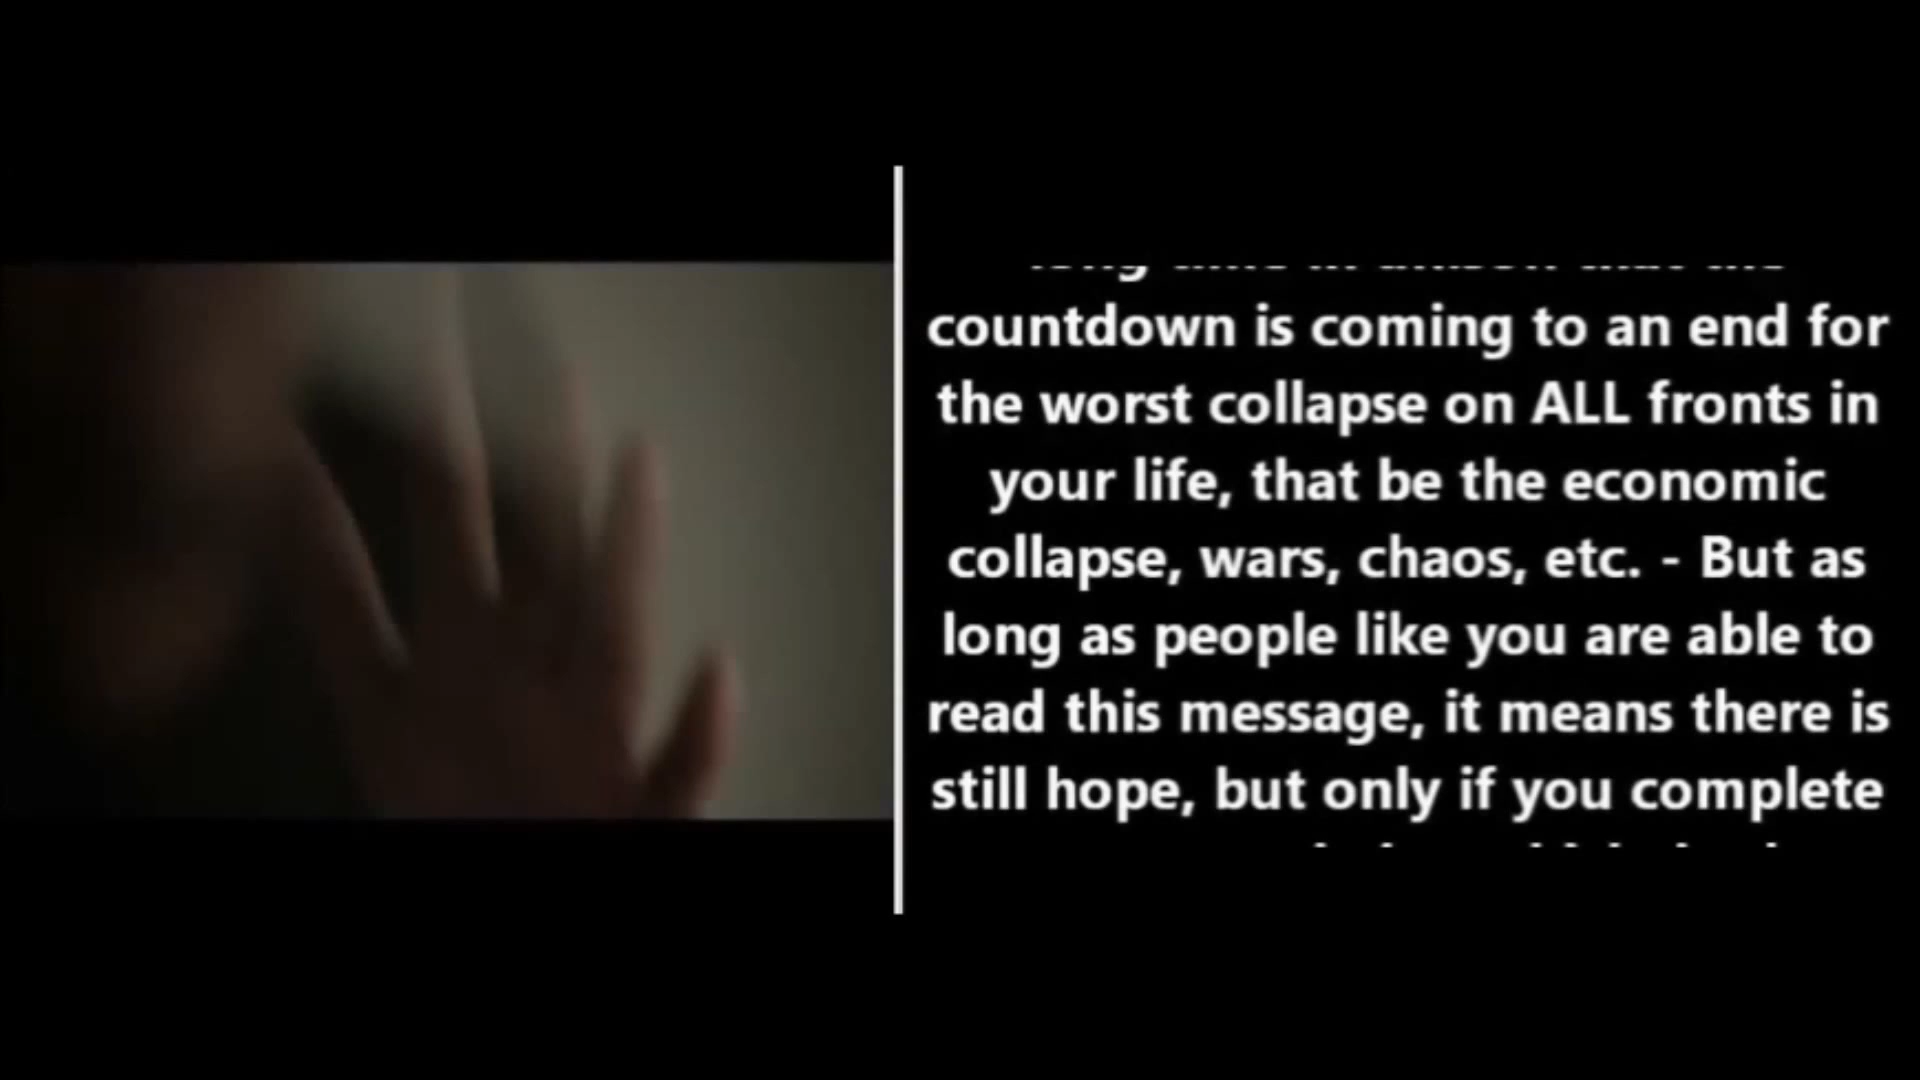 countdown is coming to an end for
the worst collapse on ALL fronts in
your life, that be the economic
collapse, wars, chaos, etc. - But as
long as people like you are able to
read this message, it means there is
still hope, but only if you complete